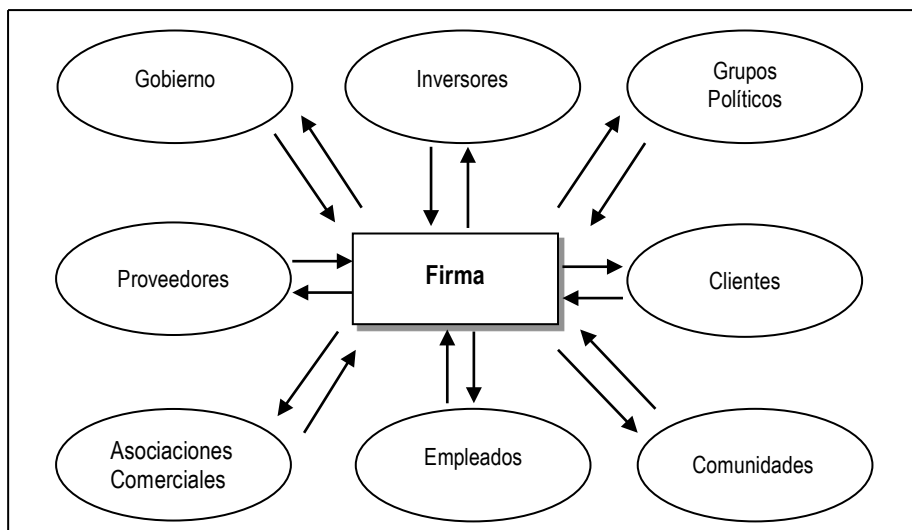 Gobierno
Inversores
Grupos
Políticos
Proveedores
Firma
Clientes
Asociaciones
Comerciales
Empleados
Comunidades